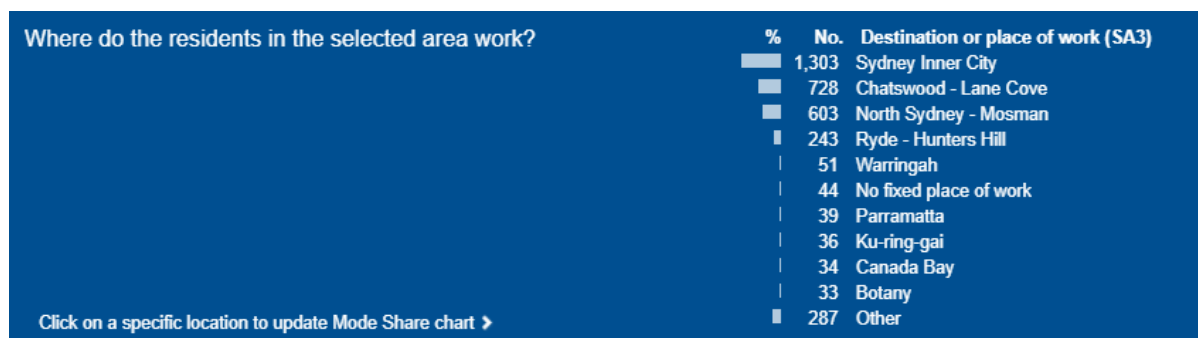 Where do the residents in the selected area work?
% No. Destination or place of work (SA3)
1,303 Sydney Inner City
728 Chatswood - Lane Cove
603 North Sydney - Mosman
243 Ryde - Hunters Hill
51 Warringah
44 No fixed place of work
39 Parramatta
36 Ku-ring-gai
34 Canada Bay
33 Botany
287 Other
Click on a specific location to update Mode Share chart >